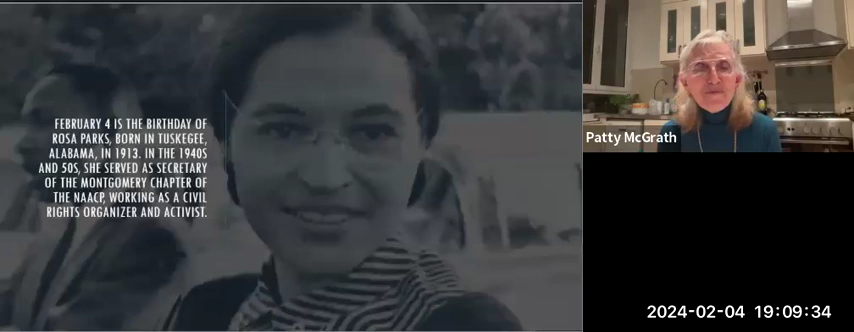 FEBRUARY 4 IS THE BIRTHDAY OF
ROSA PARKS, BORN IN TUSKEGEE,
ALABAMA, IN 1913. IN THE 1940S
AND 50S, SHE SERVED AS SECRETARY
OF THE MONTGOMERY CHAPTER OF
THE NAACP, WORKING AS A CIVIL
RIGHTS ORGANIZER AND ACTIVIST.
Patty McGrath
2024-02-04 19:09:34